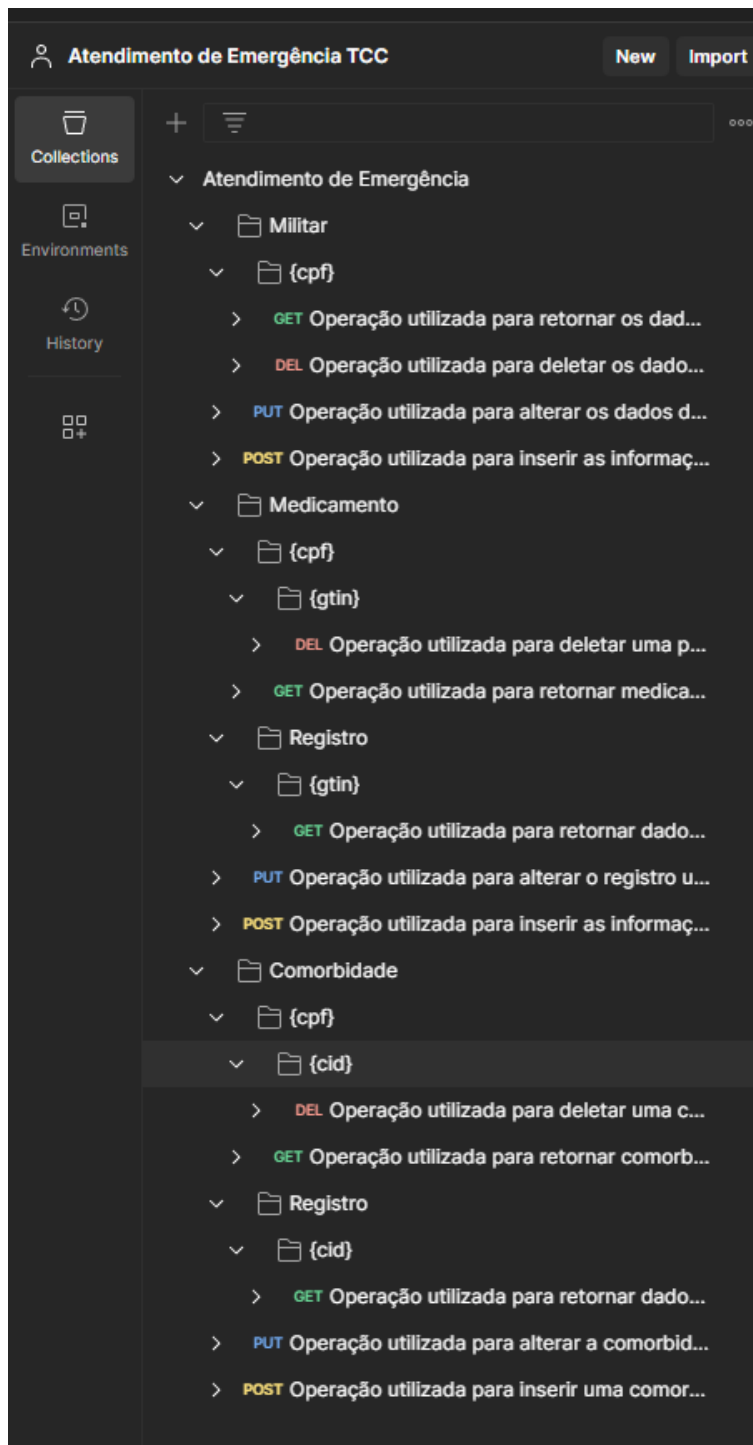 Atendimento de Emergência TCC New Import
Collections
Environments
History
Atendimento de Emergência
Militar
{cpf}
GET Operação utilizada para retornar os dad...
DEL Operação utilizada para deletar os dado...
PUT Operação utilizada para alterar os dados d...
POST Operação utilizada para inserir as informaç...
Medicamento
{cpf}
{gtin}
DEL Operação utilizada para deletar uma p...
GET Operação utilizada para retornar medica...
Registro
{gtin}
GET Operação utilizada para retornar dado...
PUT Operação utilizada para alterar o registro u...
POST Operação utilizada para inserir as informaç...
Comorbidade
{cpf}
{cid}
DEL Operação utilizada para deletar uma c...
GET Operação utilizada para retornar comorb...
Registro
{cid}
GET Operação utilizada para retornar dado...
PUT Operação utilizada para alterar a comorbid...
POST Operação utilizada para inserir uma comor...